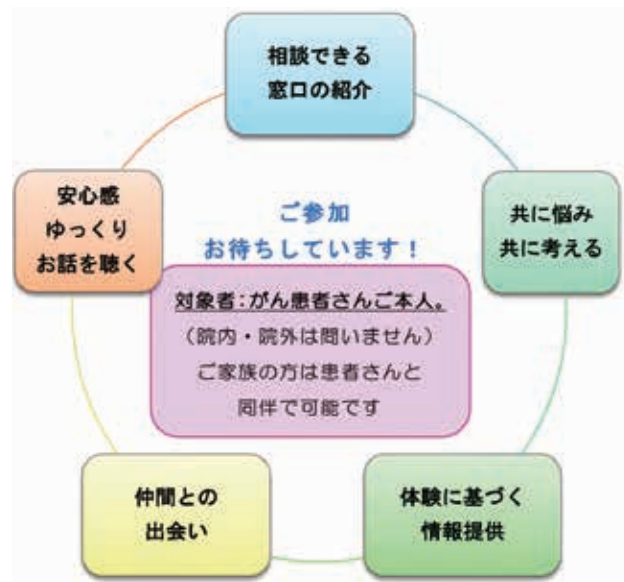 相談できる
窓口の紹介
共に悩み
共に考える
体験に基づく
情報提供
仲間との
出会い
安心感
ゆっくり
お話を聴く
ご参加
お待ちしています！
対象者：がん患者さんご本人。
（院内・院外は問いません）
ご家族の方は患者さんと
同伴で可能です